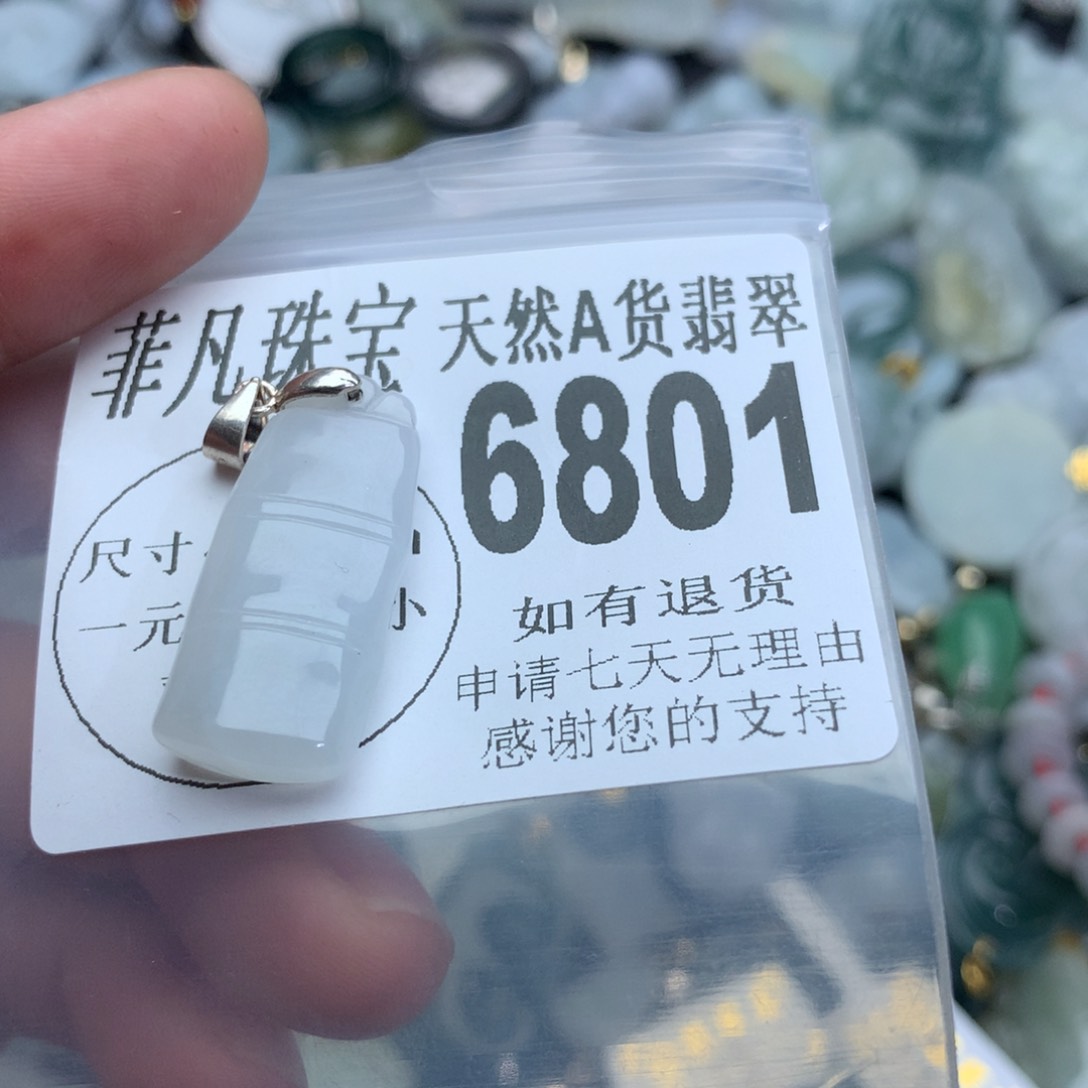 菲凡珠宝 天然A货翡翠
6801
尺寸
一元 小
如有退货
申请七天无理由
感谢您的支持